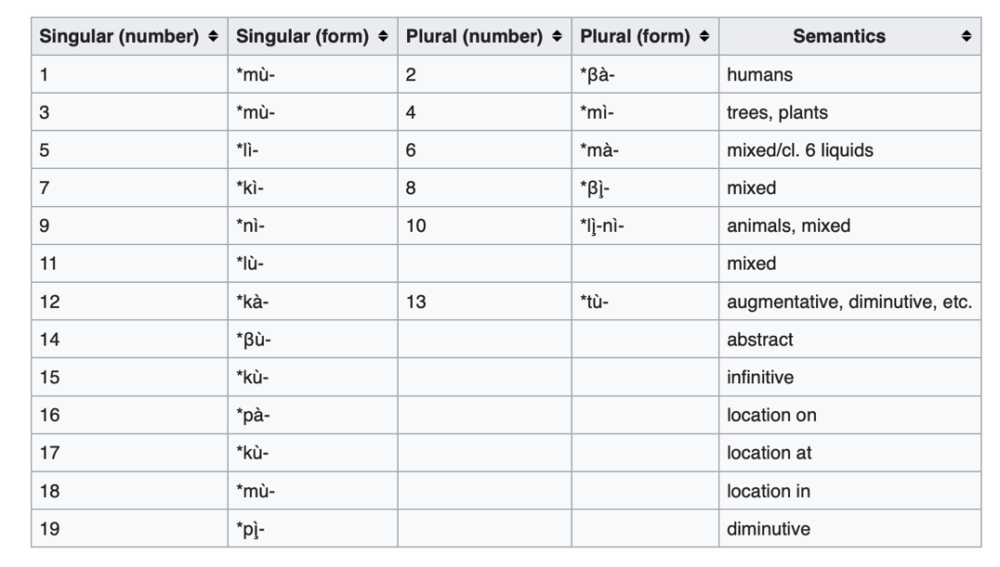 Singular (number) Singular (form) Plural (number) Plural (form) Semantics
1 *mù- 2 *βà- humans
3 *mù- 4 *mì- trees, plants
5 *lì- 6 *mà- mixed/cl. 6 liquids
7 *kì- 8 *βì̧- mixed
9 *nì- 10 *lì̧-nì- animals, mixed
11 *lù- mixed
12 *kà- 13 *tù- augmentative, diminutive, etc.
14 *βù- abstract
15 *kù- infinitive
16 *pà- location on
17 *kù- location at
18 *mù- location in
19 *pì̧- diminutive